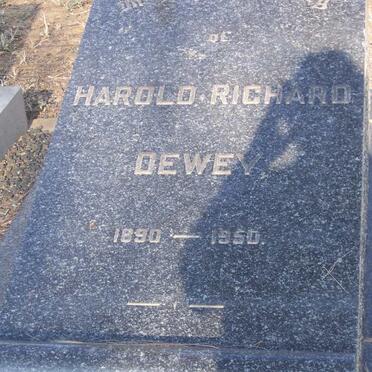 OF
HAROLD RICHARD
DEWEY
1890 — 1950.